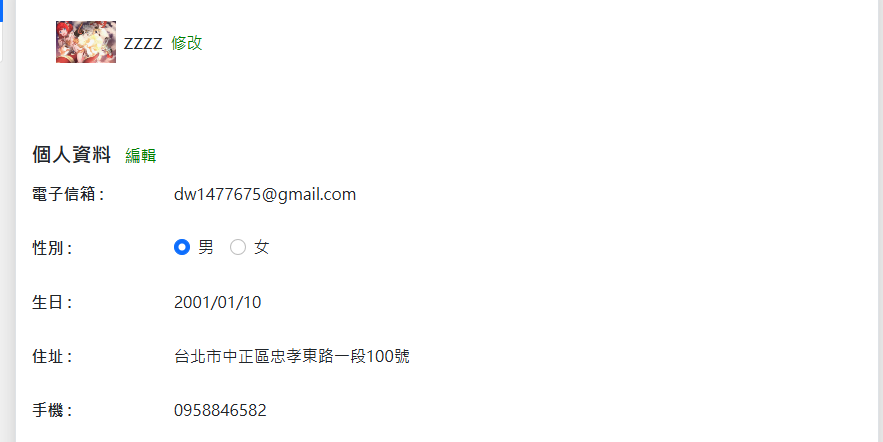 ZZZZ 修改
個人資料 編輯
電子信箱 : dw1477675@gmail.com
性別 : 男 女
生日 : 2001/01/10
住址 : 台北市中正區忠孝東路一段100號
手機 : 0958846582